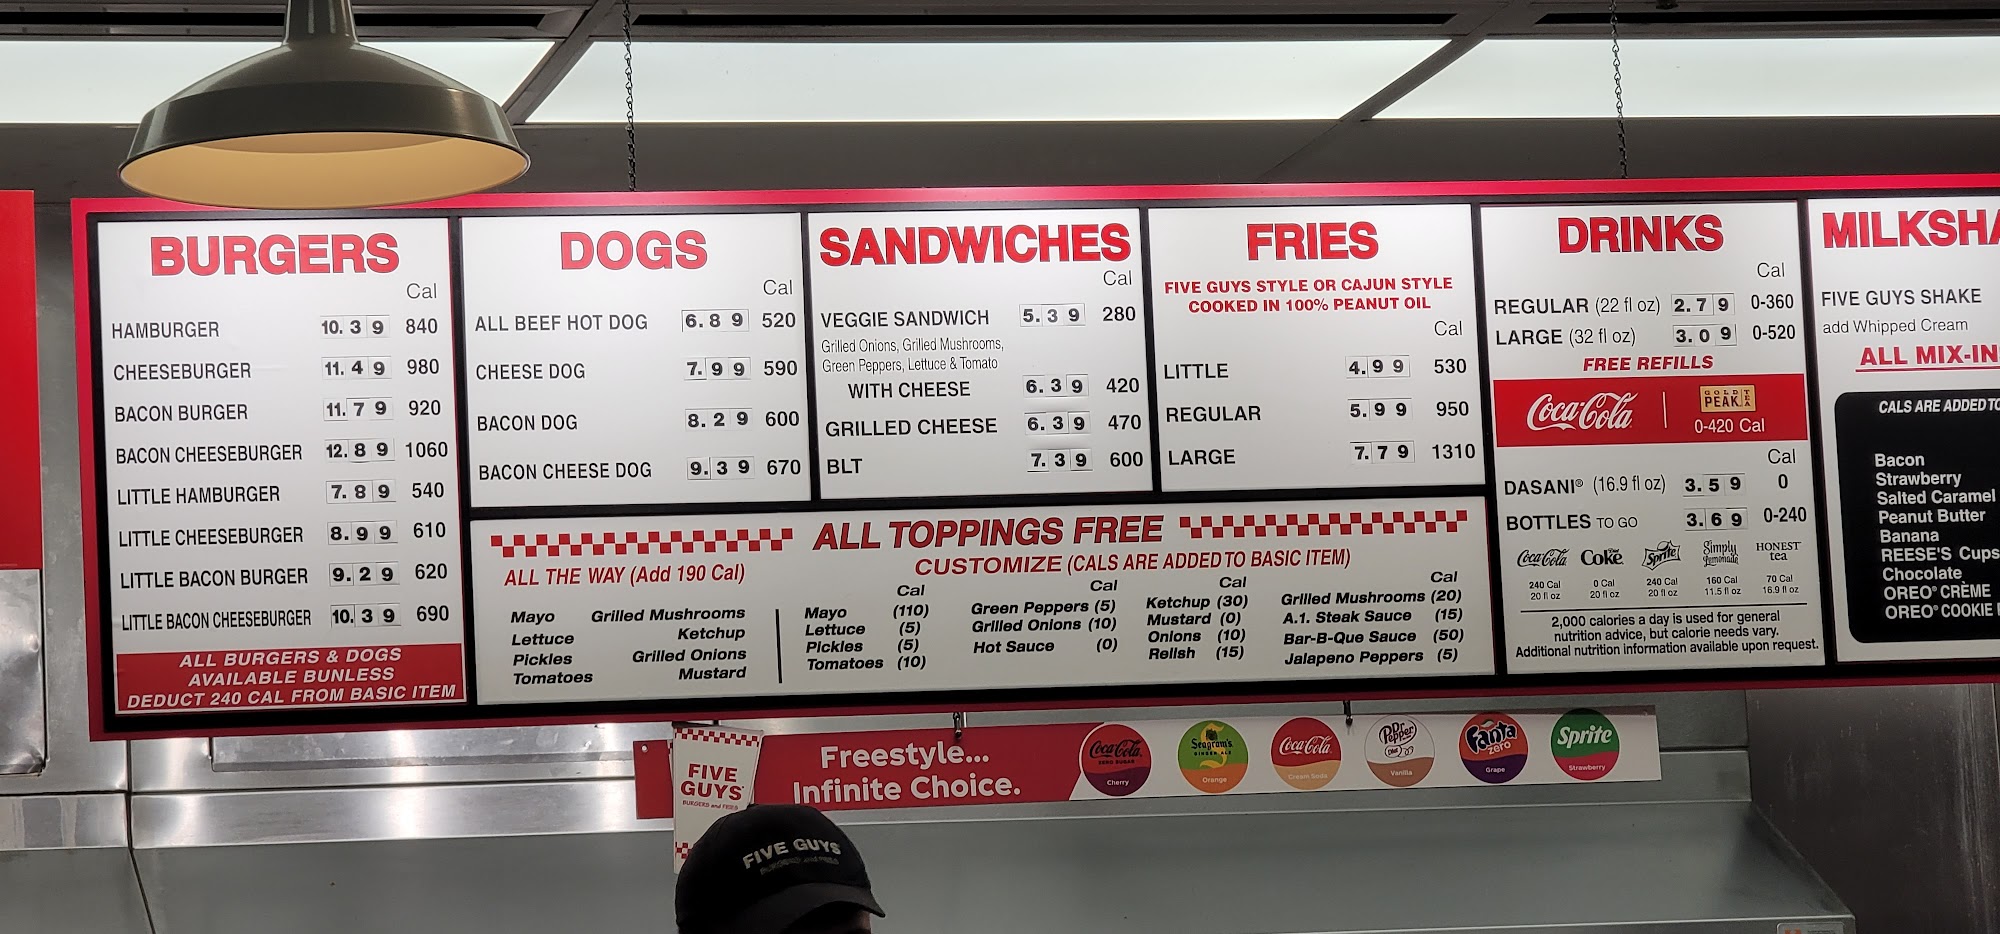 BURGERS
Cal
HAMBURGER 10.39 840
CHEESEBURGER 11.49 980
BACON BURGER 11.79 920
BACON CHEESEBURGER 12.89 1060
LITTLE HAMBURGER 7.89 540
LITTLE CHEESEBURGER 8.99 610
LITTLE BACON BURGER 9.29 620
LITTLE BACON CHEESEBURGER 10.39 690
ALL BURGERS & DOGS
AVAILABLE BUNLESS
DEDUCT 240 CAL FROM BASIC ITEM
DOGS
Cal
ALL BEEF HOT DOG 6.89 520
CHEESE DOG 7.99 590
BACON DOG 8.29 600
BACON CHEESE DOG 9.39 670
SANDWICHES
Cal
VEGGIE SANDWICH 5.39 280
Grilled Onions, Grilled Mushrooms,
Green Peppers, Lettuce & Tomato
WITH CHEESE 6.39 420
GRILLED CHEESE 6.39 470
BLT 7.39 600
FRIES
FIVE GUYS STYLE OR CAJUN STYLE
COOKED IN 100% PEANUT OIL
Cal
LITTLE 4.99 530
REGULAR 5.99 950
LARGE 7.79 1310
ALL TOPPINGS FREE
CUSTOMIZE (CALS ARE ADDED TO BASIC ITEM)
ALL THE WAY (Add 190 Cal)
Mayo Grilled Mushrooms
Lettuce Ketchup
Pickles Grilled Onions
Tomatoes Mustard
Cal
Mayo (110)
Lettuce (5)
Pickles (5)
Tomatoes (10)
Cal
Green Peppers (5)
Grilled Onions (10)
Hot Sauce (0)
Cal
Ketchup (30)
Mustard (0)
Onions (10)
Relish (15)
Cal
Grilled Mushrooms (20)
A.1. Steak Sauce (15)
Bar-B-Que Sauce (50)
Jalapeno Peppers (5)
DRINKS
Cal
REGULAR (22 fl oz) 2.79 0-360
LARGE (32 fl oz) 3.09 0-520
FREE REFILLS
Coca-Cola
GOLD PEAK TEA
0-420 Cal
Cal
DASANI® (16.9 fl oz) 3.59 0
BOTTLES TO GO 3.69 0-240
Coca-Cola Coke Sprite Simply Lemonade HONEST tea
240 Cal 0 Cal 240 Cal 160 Cal 70 Cal
20 fl oz 20 fl oz 20 fl oz 11.5 fl oz 16.9 fl oz
2,000 calories a day is used for general
nutrition advice, but calorie needs vary.
Additional nutrition information available upon request.
MILKSHA
FIVE GUYS SHAKE
add Whipped Cream
ALL MIX-IN
CALS ARE ADDED TO
Bacon
Strawberry
Salted Caramel
Peanut Butter
Banana
REESE'S Cups
Chocolate
OREO® CRÈME
OREO® COOKIE
Freestyle...
Infinite Choice.
Coca-Cola
ZERO SUGAR
Cherry
Seagram's
GINGER ALE
Orange
Coca-Cola
Cream Soda
Dr Pepper
Diet
Vanilla
Fanta
zero
Grape
Sprite
Strawberry
FIVE
GUYS
BURGERS and FRIES
FIVE GUYS